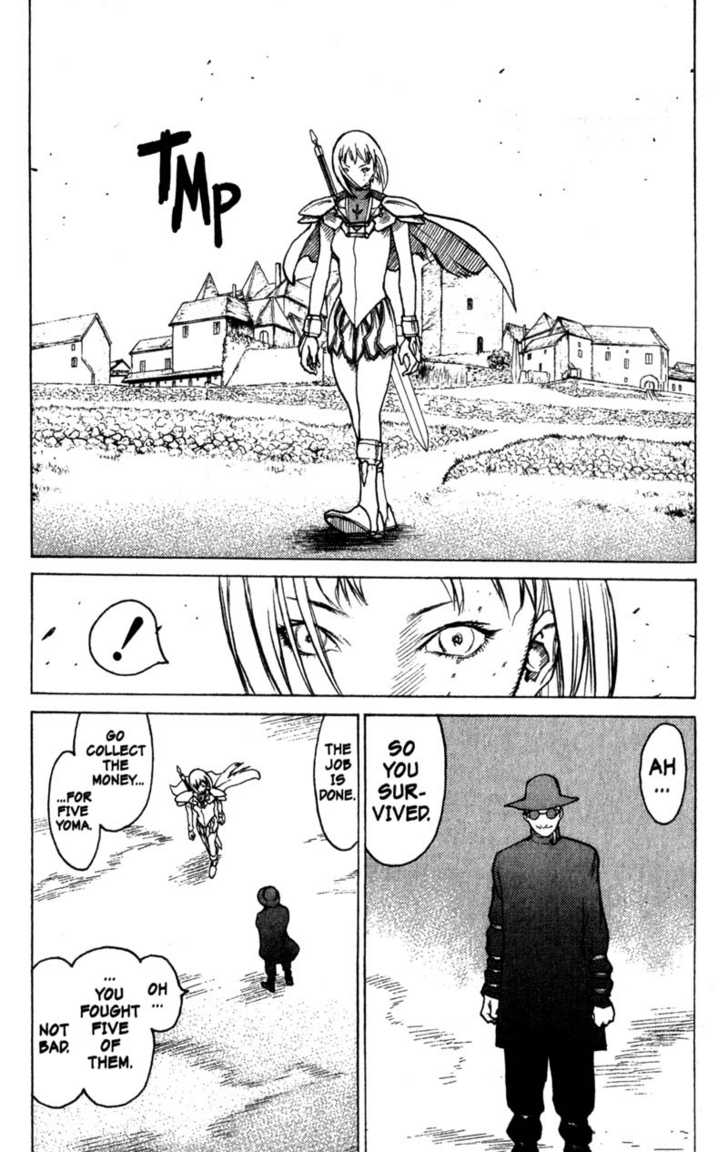 TMP
!
AH
...
SO
YOU
SUR-
VIVED.
THE
JOB IS
DONE.
GO
COLLECT
THE
MONEY...
...FOR
FIVE
YOMA.
OH
...
...
YOU
FOUGHT
FIVE
OF
THEM.
NOT
BAD.